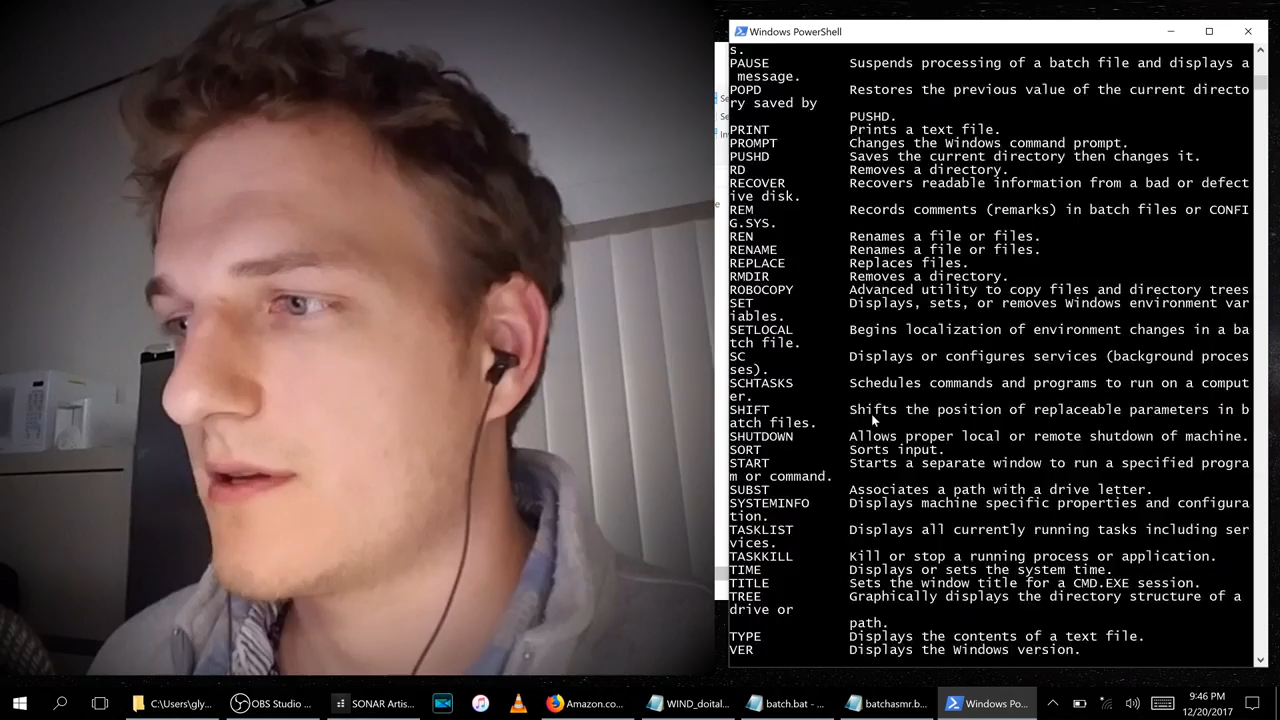 Windows PowerShell
s.
PAUSE Suspends processing of a batch file and displays a
message.
POPD Restores the previous value of the current directo
ry saved by
PUSHD.
PRINT Prints a text file.
PROMPT Changes the Windows command prompt.
PUSHD Saves the current directory then changes it.
RD Removes a directory.
RECOVER Recovers readable information from a bad or defect
ive disk.
REM Records comments (remarks) in batch files or CONFI
G.SYS.
REN Renames a file or files.
RENAME Renames a file or files.
REPLACE Replaces files.
RMDIR Removes a directory.
ROBOCOPY Advanced utility to copy files and directory trees
SET Displays, sets, or removes Windows environment var
iables.
SETLOCAL Begins localization of environment changes in a ba
tch file.
SC Displays or configures services (background proces
ses).
SCHTASKS Schedules commands and programs to run on a comput
er.
SHIFT Shifts the position of replaceable parameters in b
atch files.
SHUTDOWN Allows proper local or remote shutdown of machine.
SORT Sorts input.
START Starts a separate window to run a specified progra
m or command.
SUBST Associates a path with a drive letter.
SYSTEMINFO Displays machine specific properties and configura
tion.
TASKLIST Displays all currently running tasks including ser
vices.
TASKKILL Kill or stop a running process or application.
TIME Displays or sets the system time.
TITLE Sets the window title for a CMD.EXE session.
TREE Graphically displays the directory structure of a
drive or
path.
TYPE Displays the contents of a text file.
VER Displays the Windows version.
Se
Se
In
e
C:\Users\gly... OBS Studio ... SONAR Artis... Amazon.co... WIND_doital... batch.bat - ... batchasmr.b... Windows Po...
9:46 PM
12/20/2017